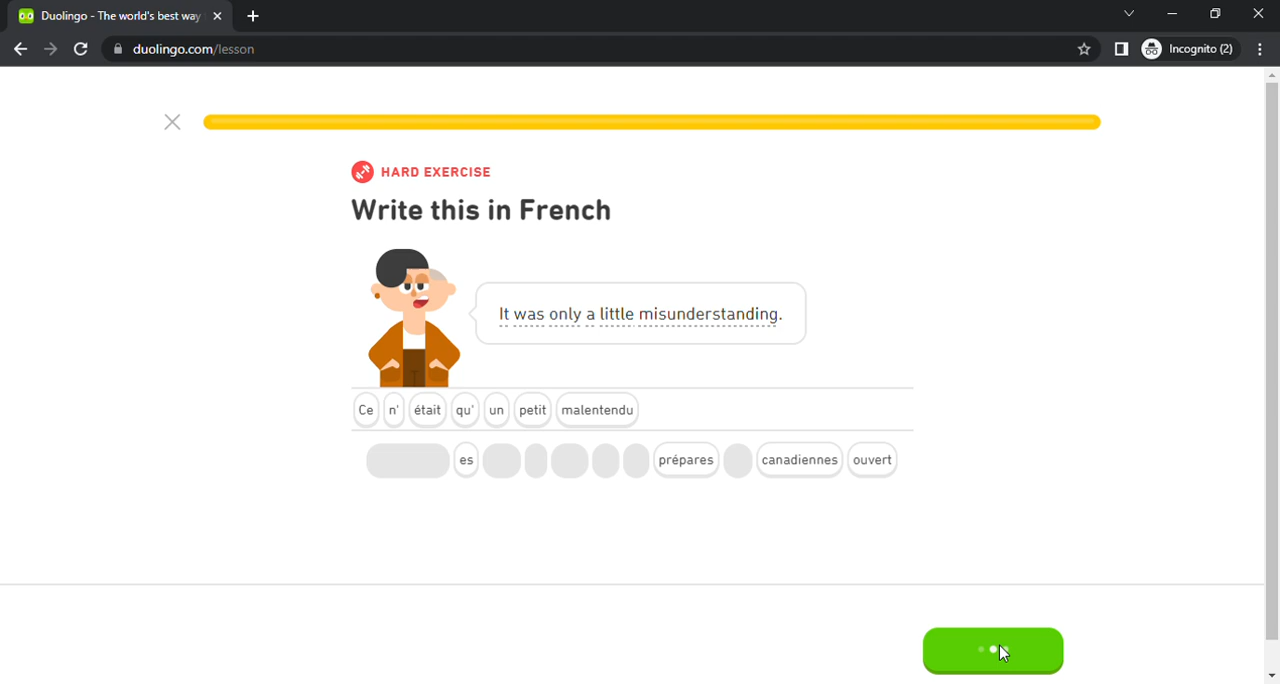 Duolingo - The world's best way
duolingo.com/lesson
Incognito (2)
HARD EXERCISE
Write this in French
It was only a little misunderstanding.
Ce n' était qu' un petit malentendu
es prépares canadiennes ouvert